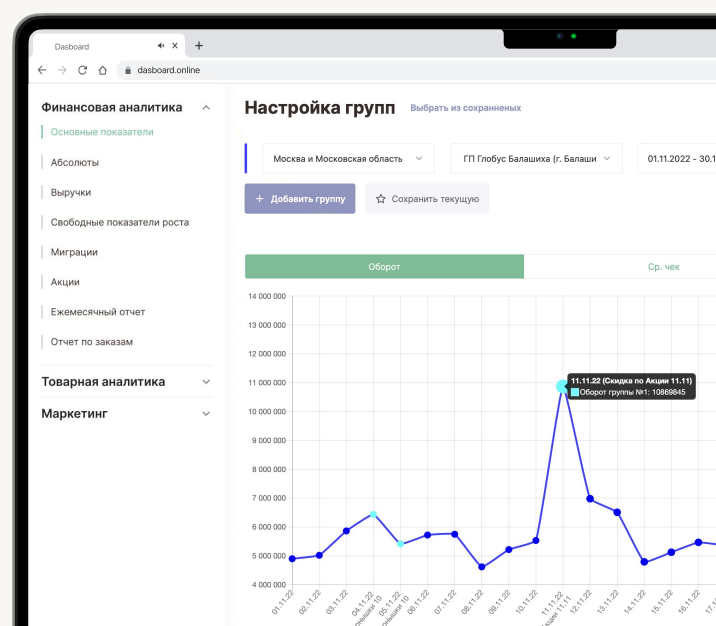 Dasboard
dasboard.online
Финансовая аналитика
Основные показатели
Абсолюты
Выручки
Свободные показатели роста
Миграции
Акции
Ежемесячный отчет
Отчет по заказам
Товарная аналитика
Маркетинг
Настройка групп
Выбрать из сохранненых
Москва и Московская область
ГП Глобус Балашиха (г. Балаши
01.11.2022 - 30.1
+ Добавить группу
Сохранить текущую
Оборот
Ср. чек
14 000 000
13 000 000
12 000 000
11 000 000
10 000 000
9 000 000
8 000 000
7 000 000
6 000 000
5 000 000
4 000 000
11.11.22 (Скидка по Акции 11.11)
Оборот группы №1: 10869845
01.11.22
02.11.22
03.11.22
04.11.22
05.11.22
06.11.22
07.11.22
08.11.22
09.11.22
10.11.22
11.11.22
12.11.22
13.11.22
14.11.22
15.11.22
16.11.22